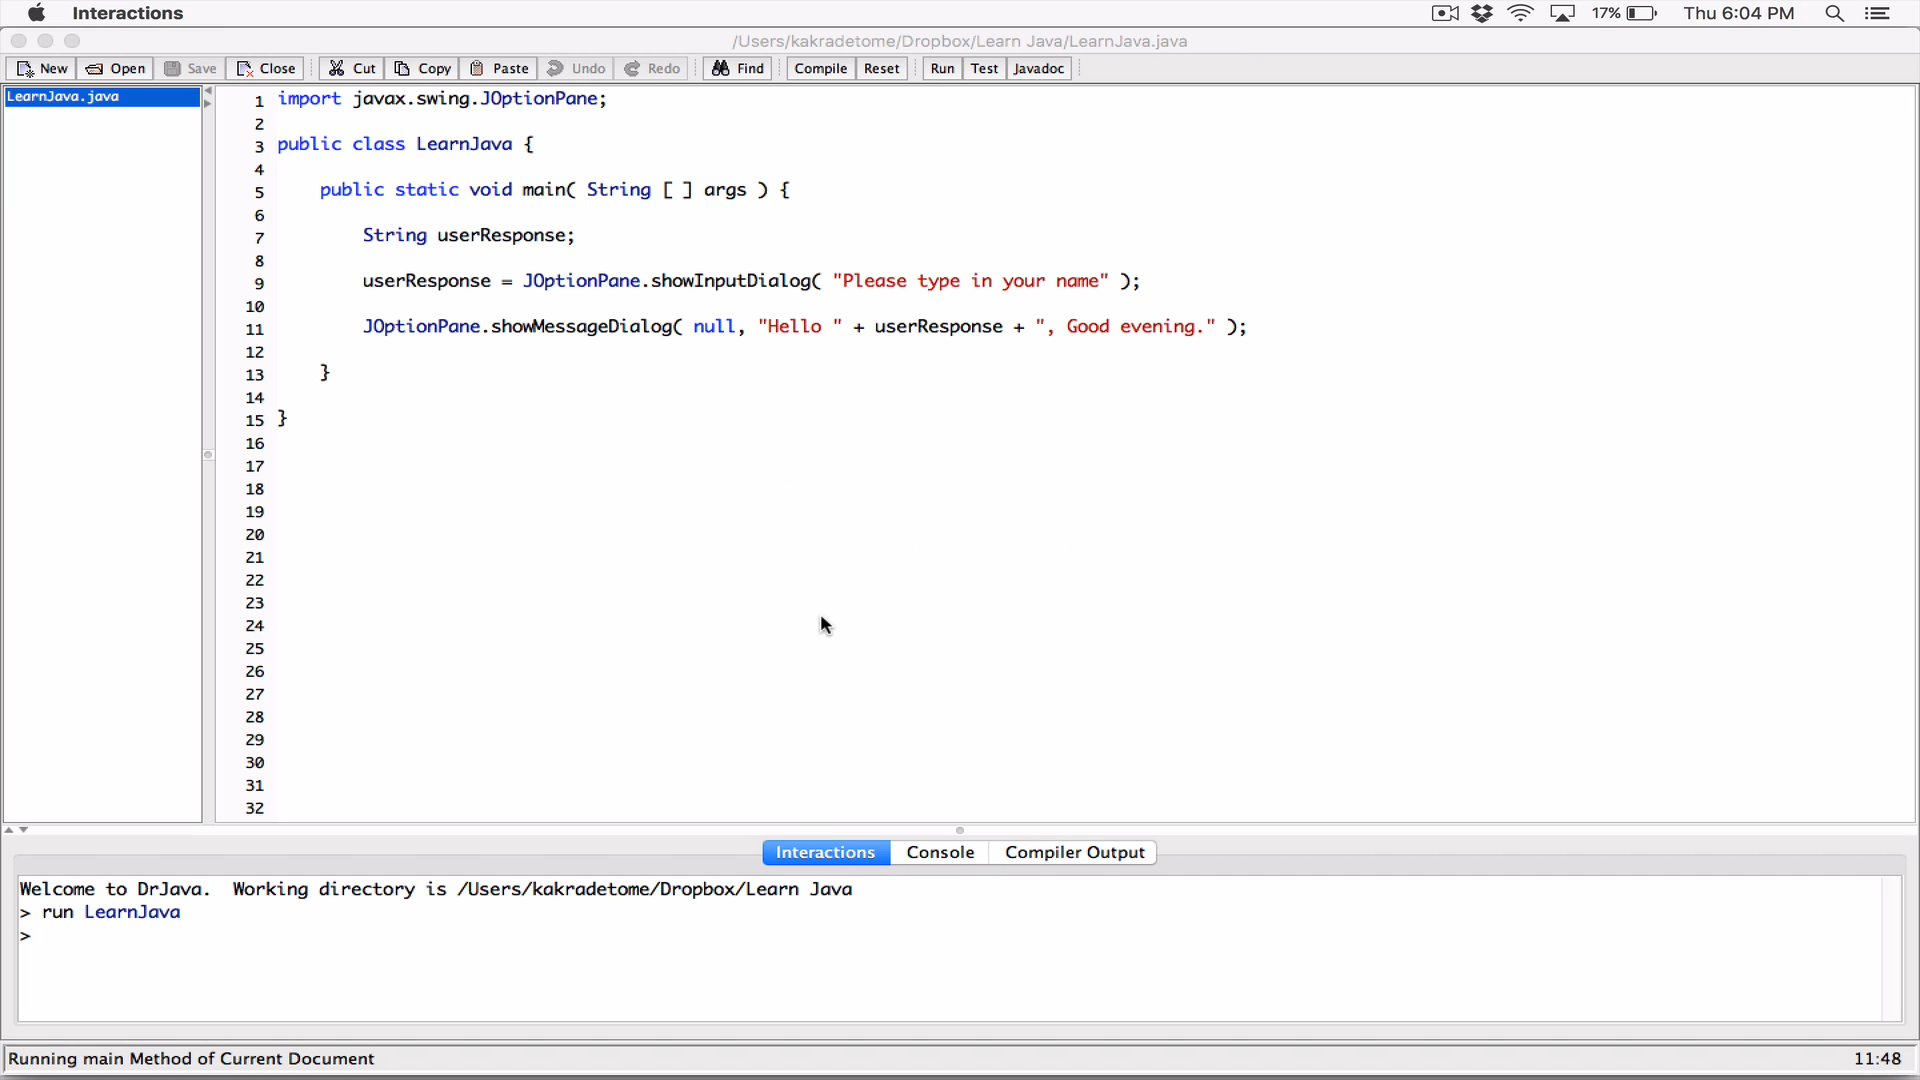 Interactions
17%
Thu 6:04 PM
/Users/kakradetome/Dropbox/Learn Java/LearnJava.java
New Open Save Close Cut Copy Paste Undo Redo Find Compile Reset Run Test Javadoc
LearnJava.java
1 import javax.swing.JOptionPane;
2
3 public class LearnJava {
4
5 public static void main( String [ ] args ) {
6
7 String userResponse;
8
9 userResponse = JOptionPane.showInputDialog( "Please type in your name" );
10
11 JOptionPane.showMessageDialog( null, "Hello " + userResponse + ", Good evening." );
12
13 }
14
15 }
16
17
18
19
20
21
22
23
24
25
26
27
28
29
30
31
32
Interactions Console Compiler Output
Welcome to DrJava.  Working directory is /Users/kakradetome/Dropbox/Learn Java
> run LearnJava
>
Running main Method of Current Document
11:48